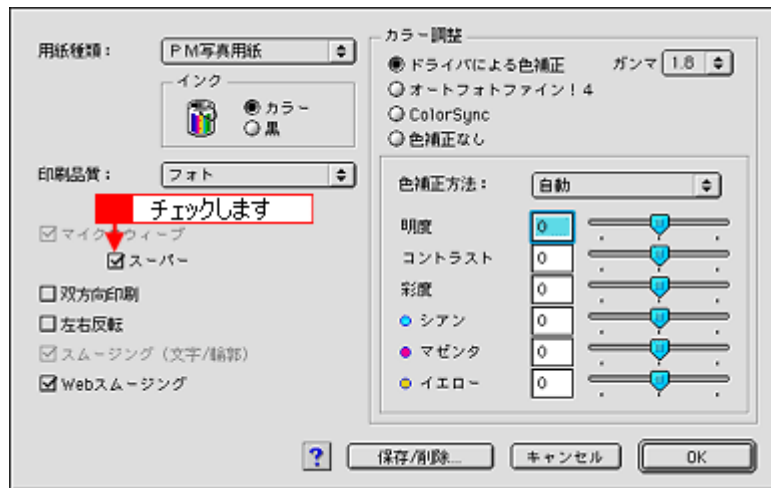 用紙種類：
PM写真用紙
インク
カラー
黒
印刷品質：
フォト
チェックします
マイクロウィーブ
スーパー
双方向印刷
左右反転
スムージング（文字/輪郭）
Webスムージング
カラー調整
ドライバによる色補正
ガンマ 1.8
オートフォトファイン！4
ColorSync
色補正なし
色補正方法：
自動
明度 0
コントラスト 0
彩度 0
シアン 0
マゼンタ 0
イエロー 0
?
保存/削除...
キャンセル
OK